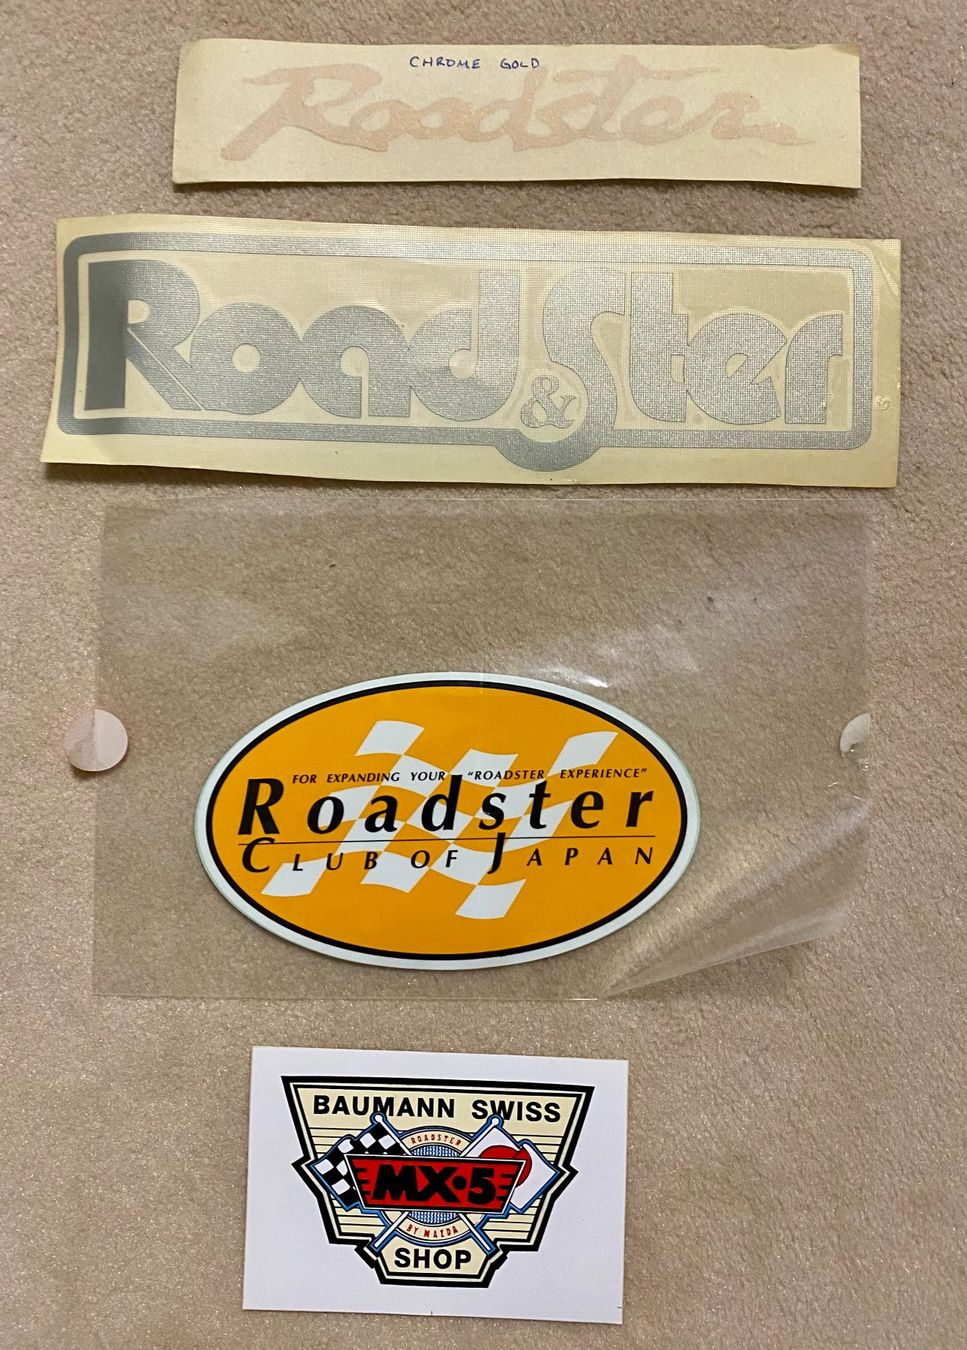 CHROME GOLD
Roadster
Road&Ster
FOR EXPANDING YOUR "ROADSTER EXPERIENCE"
Roadster
CLUB OF JAPAN
BAUMANN SWISS
ROADSTER
MX-5
BY MAZDA
SHOP